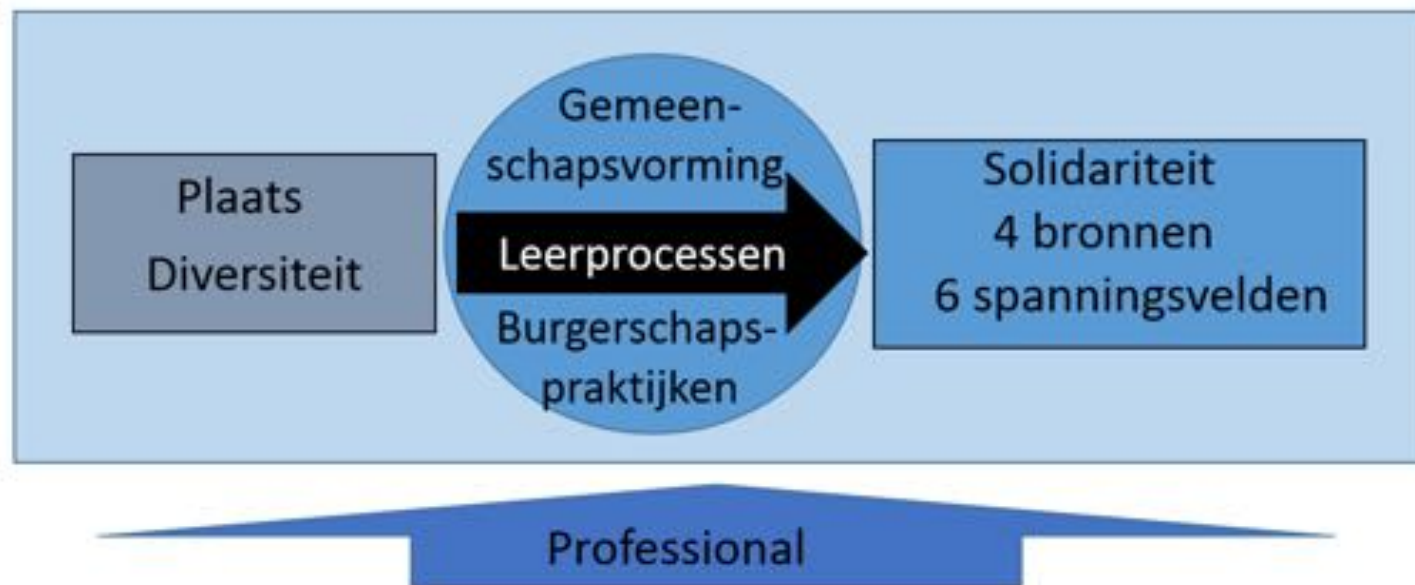 Plaats
Diversiteit
Gemeen-
schapsvorming
Leerprocessen
Burgerschaps-
praktijken
Solidariteit
4 bronnen
6 spanningsvelden
Professional